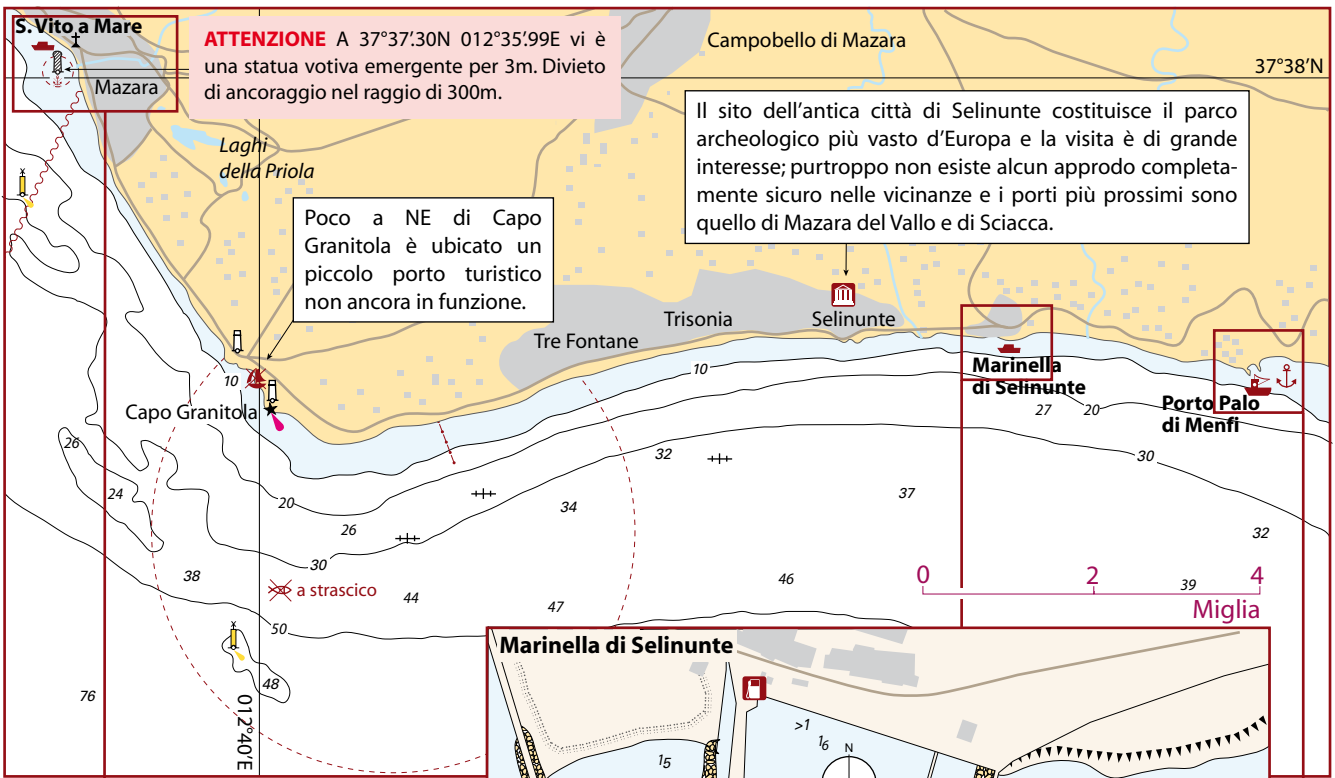 S. Vito a Mare
Mazara
ATTENZIONE A 37°37'.30N 012°35'.99E vi è
una statua votiva emergente per 3m. Divieto
di ancoraggio nel raggio di 300m.
Campobello di Mazara
37°38'N
Laghi
della Priola
Il sito dell'antica città di Selinunte costituisce il parco
archeologico più vasto d'Europa e la visita è di grande
interesse; purtroppo non esiste alcun approdo completa-
mente sicuro nelle vicinanze e i porti più prossimi sono
quello di Mazara del Vallo e di Sciacca.
Poco a NE di Capo
Granitola è ubicato un
piccolo porto turistico
non ancora in funzione.
Trisonia
Selinunte
Tre Fontane
10
10
Marinella
di Selinunte
Porto Palo
di Menfi
Capo Granitola
27
20
26
32
30
24
20
26
34
37
32
30
38
a strascico
44
47
46
0
2
4
39
Miglia
50
48
76
012°40'E
Marinella di Selinunte
>1
16
N
15